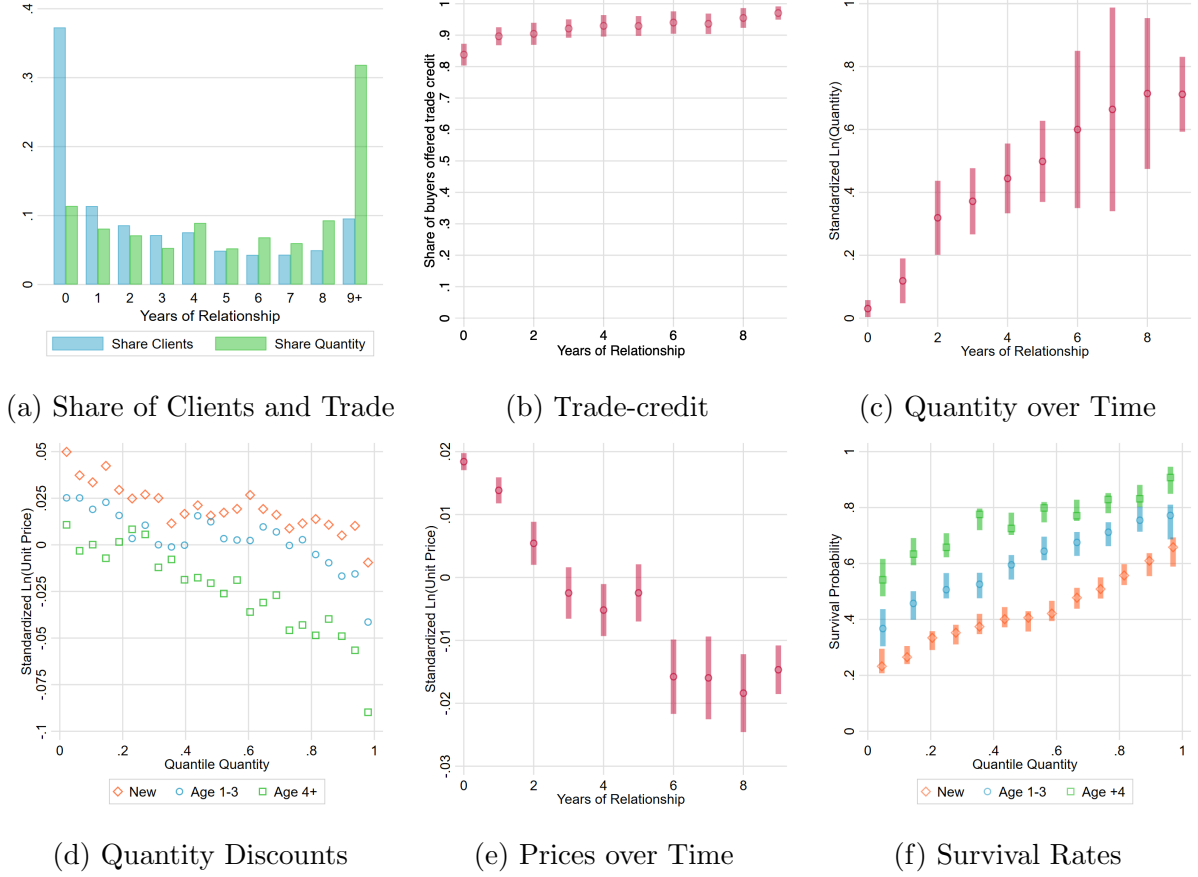 .4
.3
.2
.1
0
0 1 2 3 4 5 6 7 8 9+
Years of Relationship
Share Clients Share Quantity
(a) Share of Clients and Trade
Share of buyers offered trade credit
1
.9
.8
.7
.6
.5
.4
.3
.2
.1
0
0 2 4 6 8
Years of Relationship
(b) Trade-credit
Standardized Ln(Quantity)
1
.8
.6
.4
.2
0
0 2 4 6 8
Years of Relationship
(c) Quantity over Time
Standardized Ln(Unit Price)
.05
.025
0
-.025
-.05
-.075
-.1
0 .2 .4 .6 .8 1
Quantile Quantity
New Age 1-3 Age 4+
(d) Quantity Discounts
Standardized Ln(Unit Price)
.02
.01
0
-.01
-.02
-.03
0 2 4 6 8
Years of Relationship
(e) Prices over Time
Survival Probability
1
.8
.6
.4
.2
0
0 .2 .4 .6 .8 1
Quantile Quantity
New Age 1-3 Age +4
(f) Survival Rates